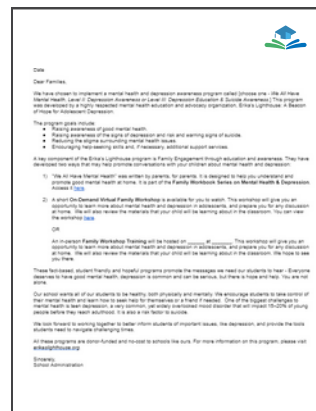 Date
Dear Families,
We have chosen to implement a mental health and depression awareness program called [choose one - We All Have
Mental Health, Level II: Depression Awareness or Level III: Depression Education & Suicide Awareness.] This program
was developed by a highly respected mental health education and advocacy organization, Erika's Lighthouse: A Beacon
of Hope for Adolescent Depression.
The program goals include:
● Raising awareness of good mental health.
● Raising awareness of the signs of depression and risk and warning signs of suicide.
● Reducing the stigma surrounding mental health issues.
● Encouraging help-seeking skills and, if necessary, additional support services.
A key component of the Erika's Lighthouse program is Family Engagement through education and awareness. They have
developed two ways that may help promote conversations with your children about mental health and depression:
1) "We All Have Mental Health" was written by parents, for parents. It is designed to help you understand and
promote good mental health at home. It is part of the Family Workbook Series on Mental Health & Depression.
Access it here.
2) A short On-Demand Virtual Family Workshop is available for you to watch. This workshop will give you an
opportunity to learn more about mental health and depression in adolescents, and prepare you for any discussion
at home. We will also review the materials that your child will be learning about in the classroom. You can view
the workshop here.
OR
An in-person Family Workshop Training will be hosted on ______ at ______. This workshop will give you an
opportunity to learn more about mental health and depression in adolescents, and prepare you for any discussion
at home. We will also review the materials that your child will be learning about in the classroom. We hope to see
you there.
These fact-based, student friendly and hopeful programs promote the messages we need our students to hear - Everyone
deserves to have good mental health, depression is common and can be serious, but there is hope and help. You are not
alone.
Our school wants all of our students to be healthy, both physically and mentally. We encourage students to take control of
their mental health and learn how to seek help for themselves or a friend if needed. One of the biggest challenges to
mental health is teen depression, a very common, yet widely overlooked mood disorder that will impact 15-20% of young
people before they reach adulthood. It is also a risk factor to suicide.
We look forward to working together to better inform students of important issues, like depression, and provide the tools
students need to navigate challenging times.
All these programs are donor-funded and no-cost to schools like ours. For more information on this program, please visit
erikaslighthouse.org
Sincerely,
School Administration